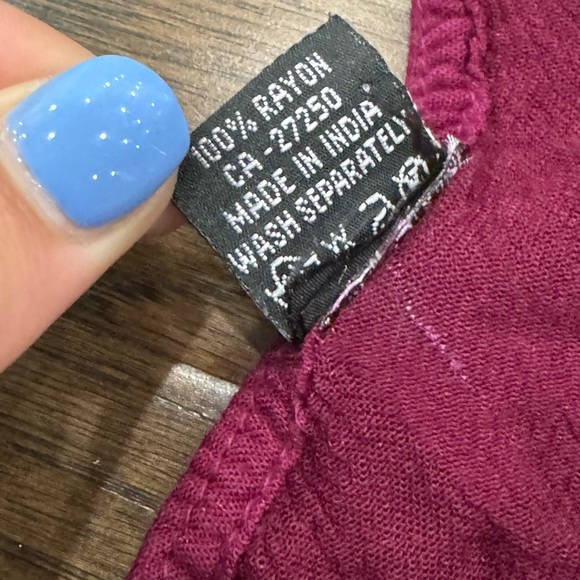 100% RAYON
CA - 27250
MADE IN INDIA
WASH SEPARATELY